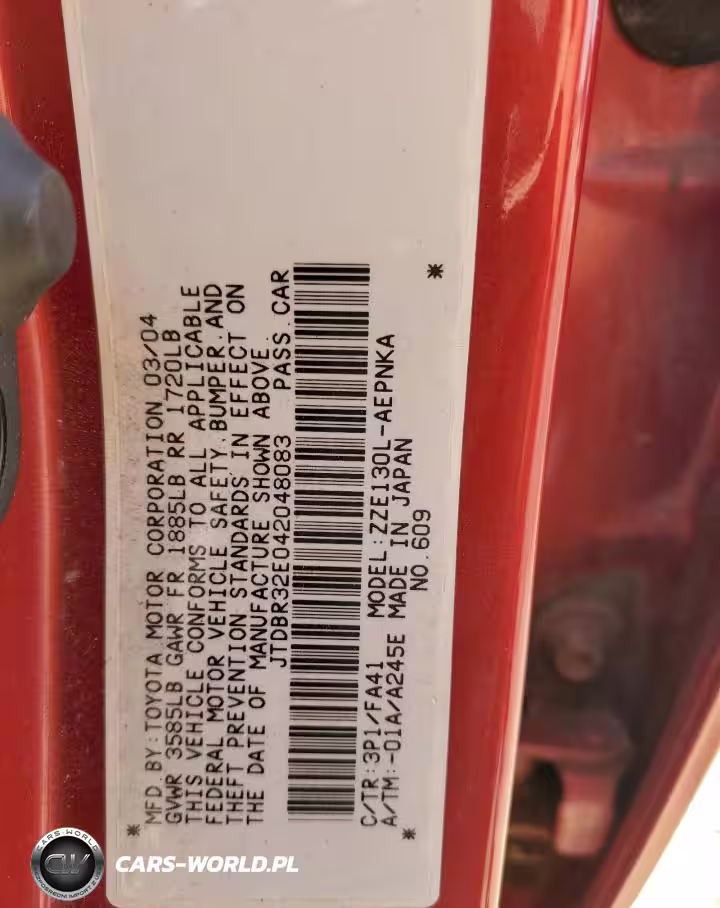 MFD.BY:TOYOTA MOTOR CORPORATION 03/04
GVWR 3585LB GAWR FR 1885LB RR 1720LB
THIS VEHICLE CONFORMS TO ALL APPLICABLE
FEDERAL MOTOR VEHICLE SAFETY,BUMPER,AND
THEFT PREVENTION STANDARDS IN EFFECT ON
THE DATE OF MANUFACTURE SHOWN ABOVE.
JTDBR32E042048083 PASS.CAR
C/TR:3P1/FA41 MODEL:ZZE130L-AEPNKA
A/TM:-01A/A245E MADE IN JAPAN
NO.609
CARS-WORLD
CW
CARS-WORLD.PL